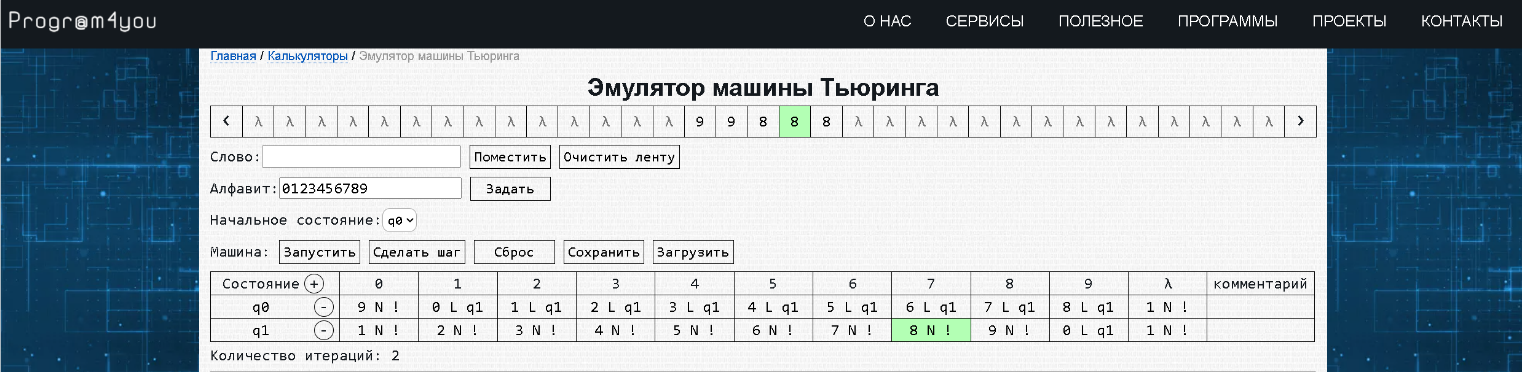 Progr@m4you О НАС СЕРВИСЫ ПОЛЕЗНОЕ ПРОГРАММЫ ПРОЕКТЫ КОНТАКТЫ
Главная / Калькуляторы / Эмулятор машины Тьюринга
Эмулятор машины Тьюринга
‹ λ λ λ λ λ λ λ λ λ λ λ λ λ λ 9 9 8 8 8 λ λ λ λ λ λ λ λ λ λ λ λ λ λ ›
Слово: Поместить Очистить ленту
Алфавит: 0123456789 Задать
Начальное состояние: q0
Машина: Запустить Сделать шаг Сброс Сохранить Загрузить
Состояние + 0 1 2 3 4 5 6 7 8 9 λ комментарий
q0 - 9 N ! 0 L q1 1 L q1 2 L q1 3 L q1 4 L q1 5 L q1 6 L q1 7 L q1 8 L q1 1 N !
q1 - 1 N ! 2 N ! 3 N ! 4 N ! 5 N ! 6 N ! 7 N ! 8 N ! 9 N ! 0 L q1 1 N !
Количество итераций: 2